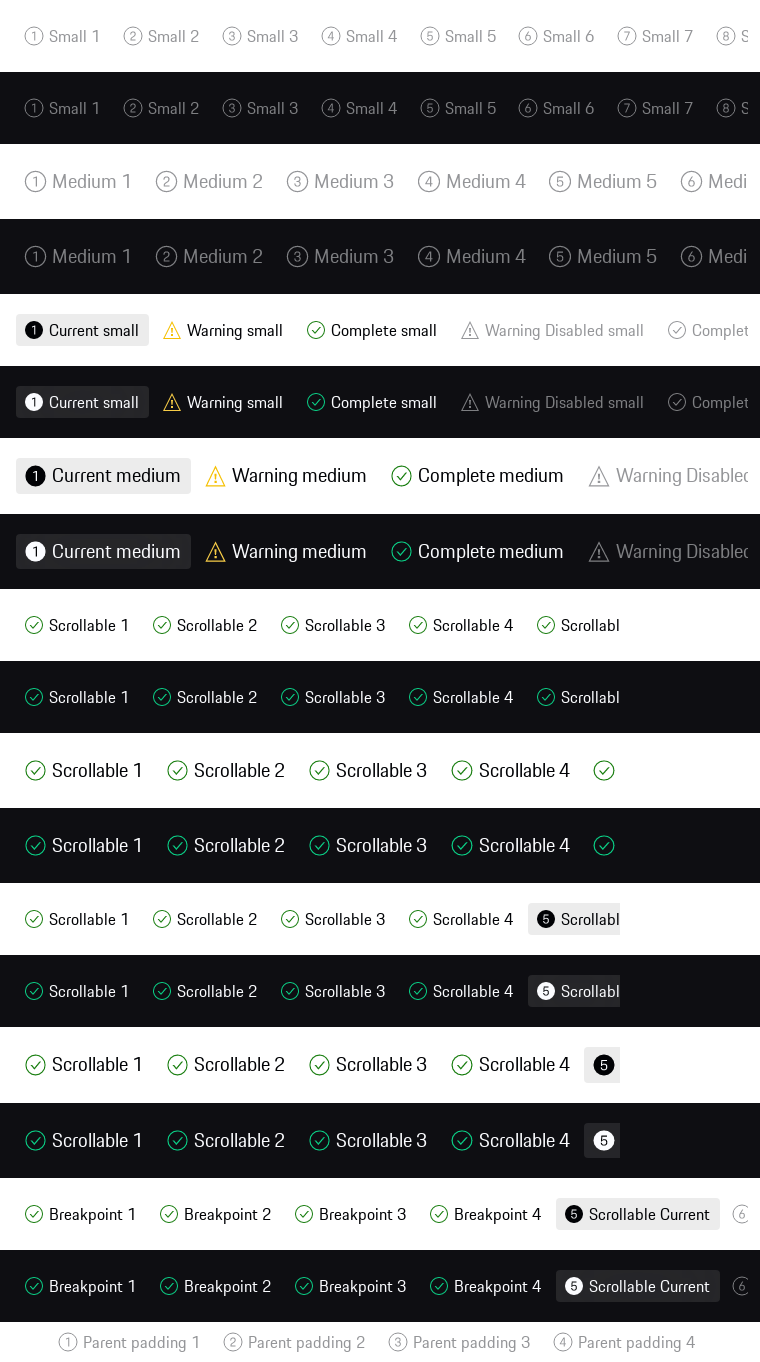 1 Small 1 2 Small 2 3 Small 3 4 Small 4 5 Small 5 6 Small 6 7 Small 7 8 S
1 Small 1 2 Small 2 3 Small 3 4 Small 4 5 Small 5 6 Small 6 7 Small 7 8 S
1 Medium 1 2 Medium 2 3 Medium 3 4 Medium 4 5 Medium 5 6 Medi
1 Medium 1 2 Medium 2 3 Medium 3 4 Medium 4 5 Medium 5 6 Medi
1 Current small Warning small Complete small Warning Disabled small Complet
1 Current small Warning small Complete small Warning Disabled small Complet
1 Current medium Warning medium Complete medium Warning Disabled
1 Current medium Warning medium Complete medium Warning Disabled
Scrollable 1 Scrollable 2 Scrollable 3 Scrollable 4 Scrollabl
Scrollable 1 Scrollable 2 Scrollable 3 Scrollable 4 Scrollabl
Scrollable 1 Scrollable 2 Scrollable 3 Scrollable 4
Scrollable 1 Scrollable 2 Scrollable 3 Scrollable 4
Scrollable 1 Scrollable 2 Scrollable 3 Scrollable 4 5 Scrollabl
Scrollable 1 Scrollable 2 Scrollable 3 Scrollable 4 5 Scrollabl
Scrollable 1 Scrollable 2 Scrollable 3 Scrollable 4 5
Scrollable 1 Scrollable 2 Scrollable 3 Scrollable 4 5
Breakpoint 1 Breakpoint 2 Breakpoint 3 Breakpoint 4 5 Scrollable Current 6
Breakpoint 1 Breakpoint 2 Breakpoint 3 Breakpoint 4 5 Scrollable Current 6
1 Parent padding 1 2 Parent padding 2 3 Parent padding 3 4 Parent padding 4